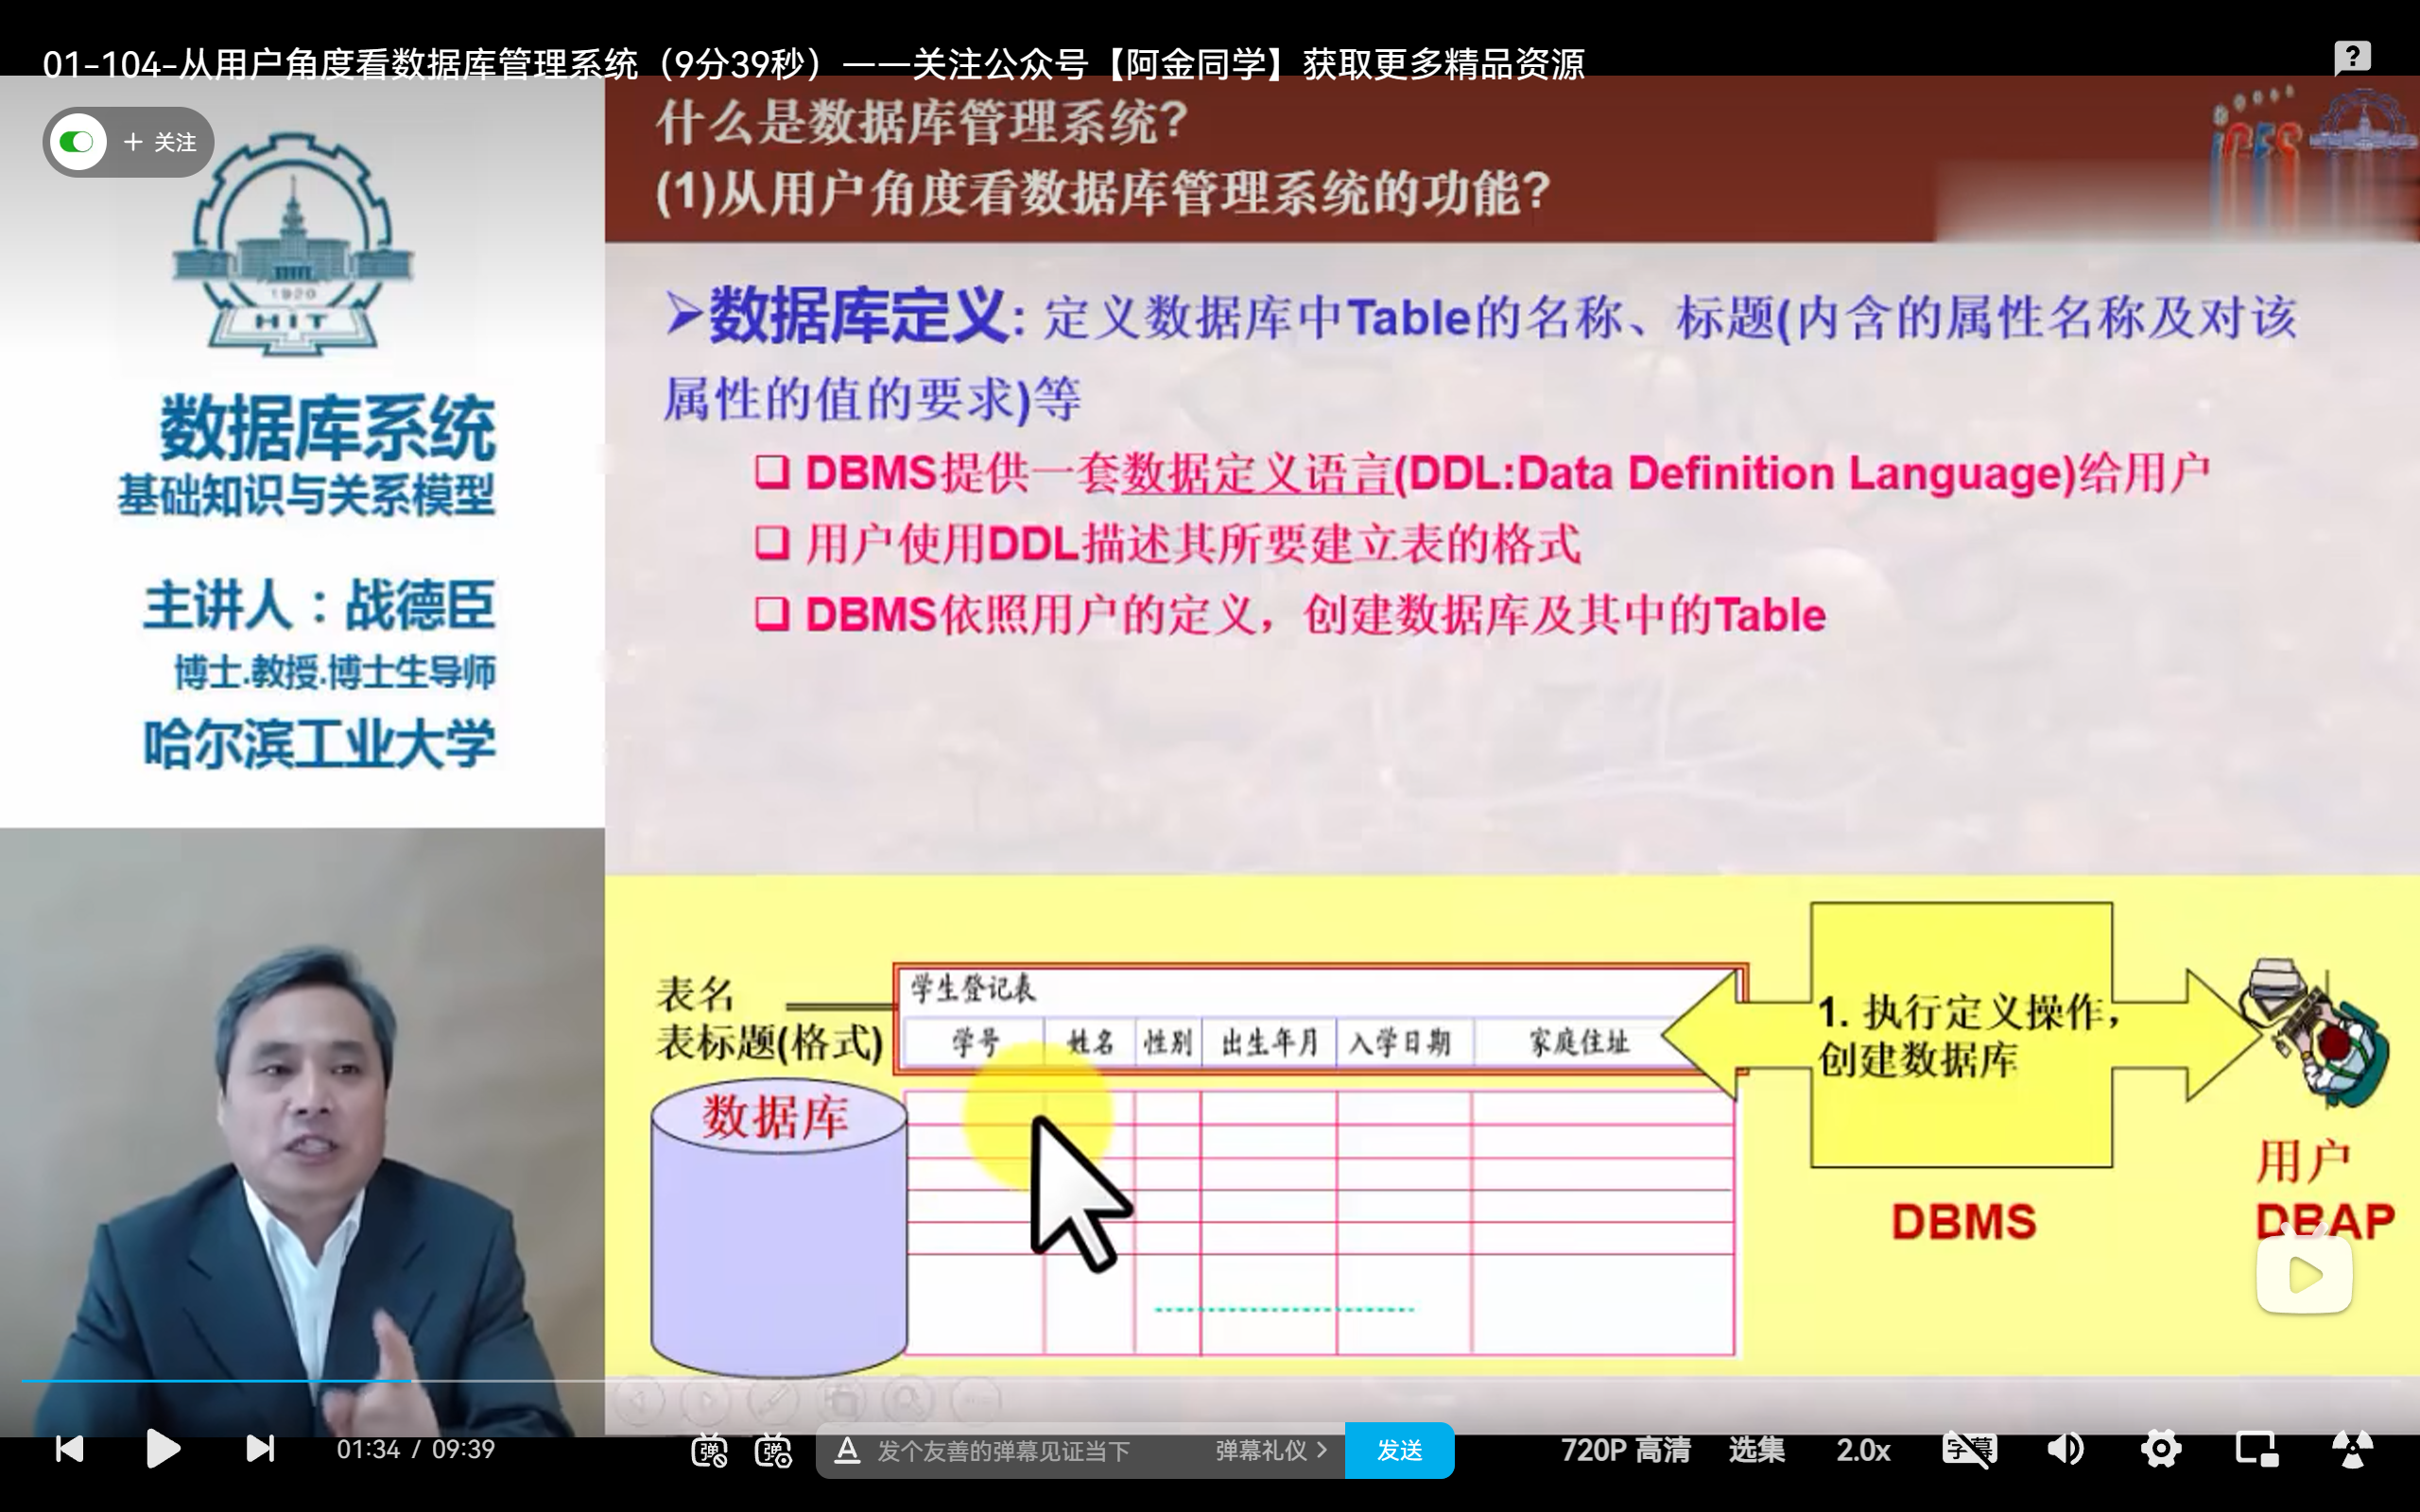 01-104-从用户角度看数据库管理系统（9分39秒）——关注公众号【阿金同学】获取更多精品资源
+ 关注
1920
HIT
数据库系统
基础知识与关系模型
主讲人：战德臣
博士.教授.博士生导师
哈尔滨工业大学
什么是数据库管理系统?
(1)从用户角度看数据库管理系统的功能?
➢数据库定义: 定义数据库中Table的名称、标题(内含的属性名称及对该
属性的值的要求)等
❑ DBMS提供一套数据定义语言(DDL:Data Definition Language)给用户
❑ 用户使用DDL描述其所要建立表的格式
❑ DBMS依照用户的定义，创建数据库及其中的Table
表名
表标题(格式)
学生登记表
学号 姓名 性别 出生年月 入学日期 家庭住址
数据库
1. 执行定义操作，
创建数据库
DBMS
用户
DBAP
01:34 / 09:39
弹 弹 A 发个友善的弹幕见证当下 弹幕礼仪 > 发送
720P 高清 选集 2.0x 字幕